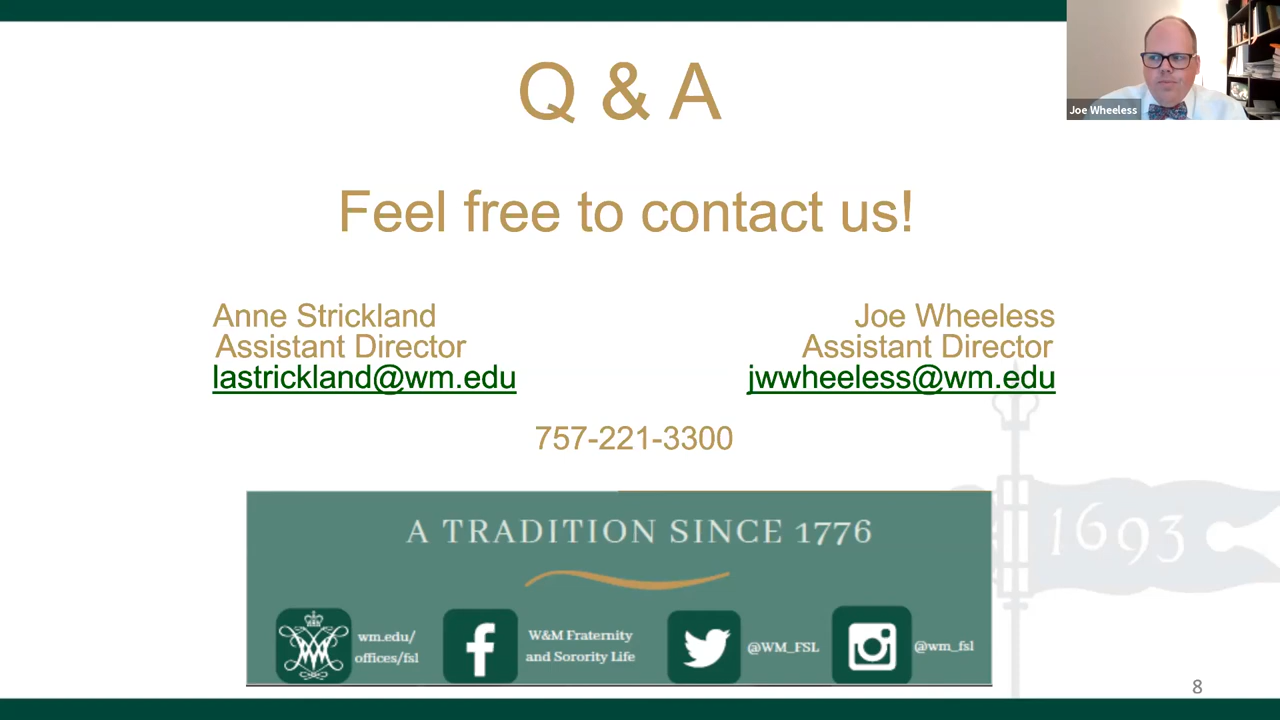 Q & A
Joe Wheeless
Feel free to contact us!
Anne Strickland
Assistant Director
lastrickland@wm.edu
Joe Wheeless
Assistant Director
jwwheeless@wm.edu
757-221-3300
1693
A TRADITION SINCE 1776
wm.edu/
offices/fsl
W&M Fraternity
and Sorority Life
@WM_FSL
@wm_fsl
8